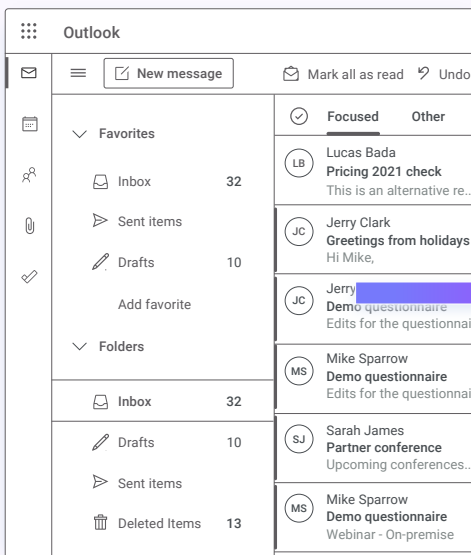 Outlook
New message
Mark all as read
Undo
Favorites
Inbox 32
Sent items
Drafts 10
Add favorite
Folders
Inbox 32
Drafts 10
Sent items
Deleted Items 13
Focused Other
LB
Lucas Bada
Pricing 2021 check
This is an alternative re...
JC
Jerry Clark
Greetings from holidays
Hi Mike,
JC
Jerry
Demo questionnaire
Edits for the questionnai
MS
Mike Sparrow
Demo questionnaire
Edits for the questionnai
SJ
Sarah James
Partner conference
Upcoming conferences...
MS
Mike Sparrow
Demo questionnaire
Webinar - On-premise